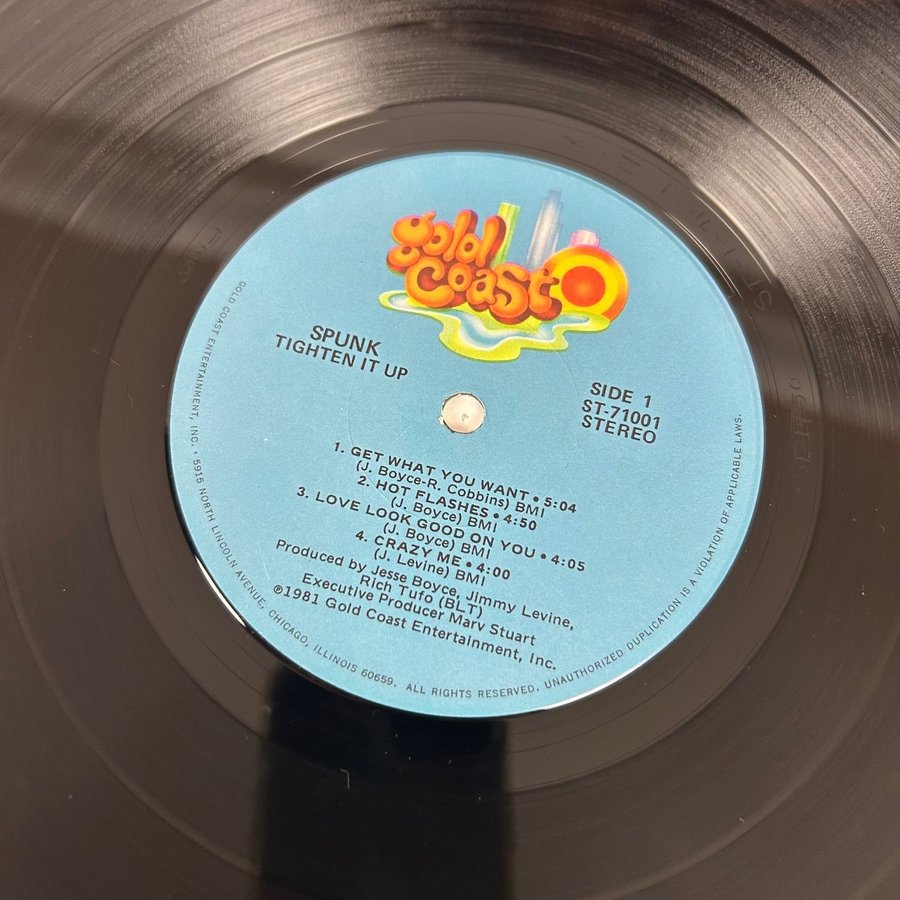 gold
coast
SPUNK
TIGHTEN IT UP
SIDE 1
ST-71001
STEREO
1. GET WHAT YOU WANT • 5:04
(J. Boyce-R. Cobbins) BMI
2. HOT FLASHES • 4:50
(J. Boyce) BMI
3. LOVE LOOK GOOD ON YOU • 4:05
(J. Boyce) BMI
4. CRAZY ME • 4:00
(J. Levine) BMI
Produced by Jesse Boyce, Jimmy Levine,
Rich Tufo (BLT)
Executive Producer Marv Stuart
℗1981 Gold Coast Entertainment, Inc.
GOLD COAST ENTERTAINMENT, INC. • 5915 NORTH LINCOLN AVENUE, CHICAGO, ILLINOIS 60659. ALL RIGHTS RESERVED. UNAUTHORIZED DUPLICATION IS A VIOLATION OF APPLICABLE LAWS.